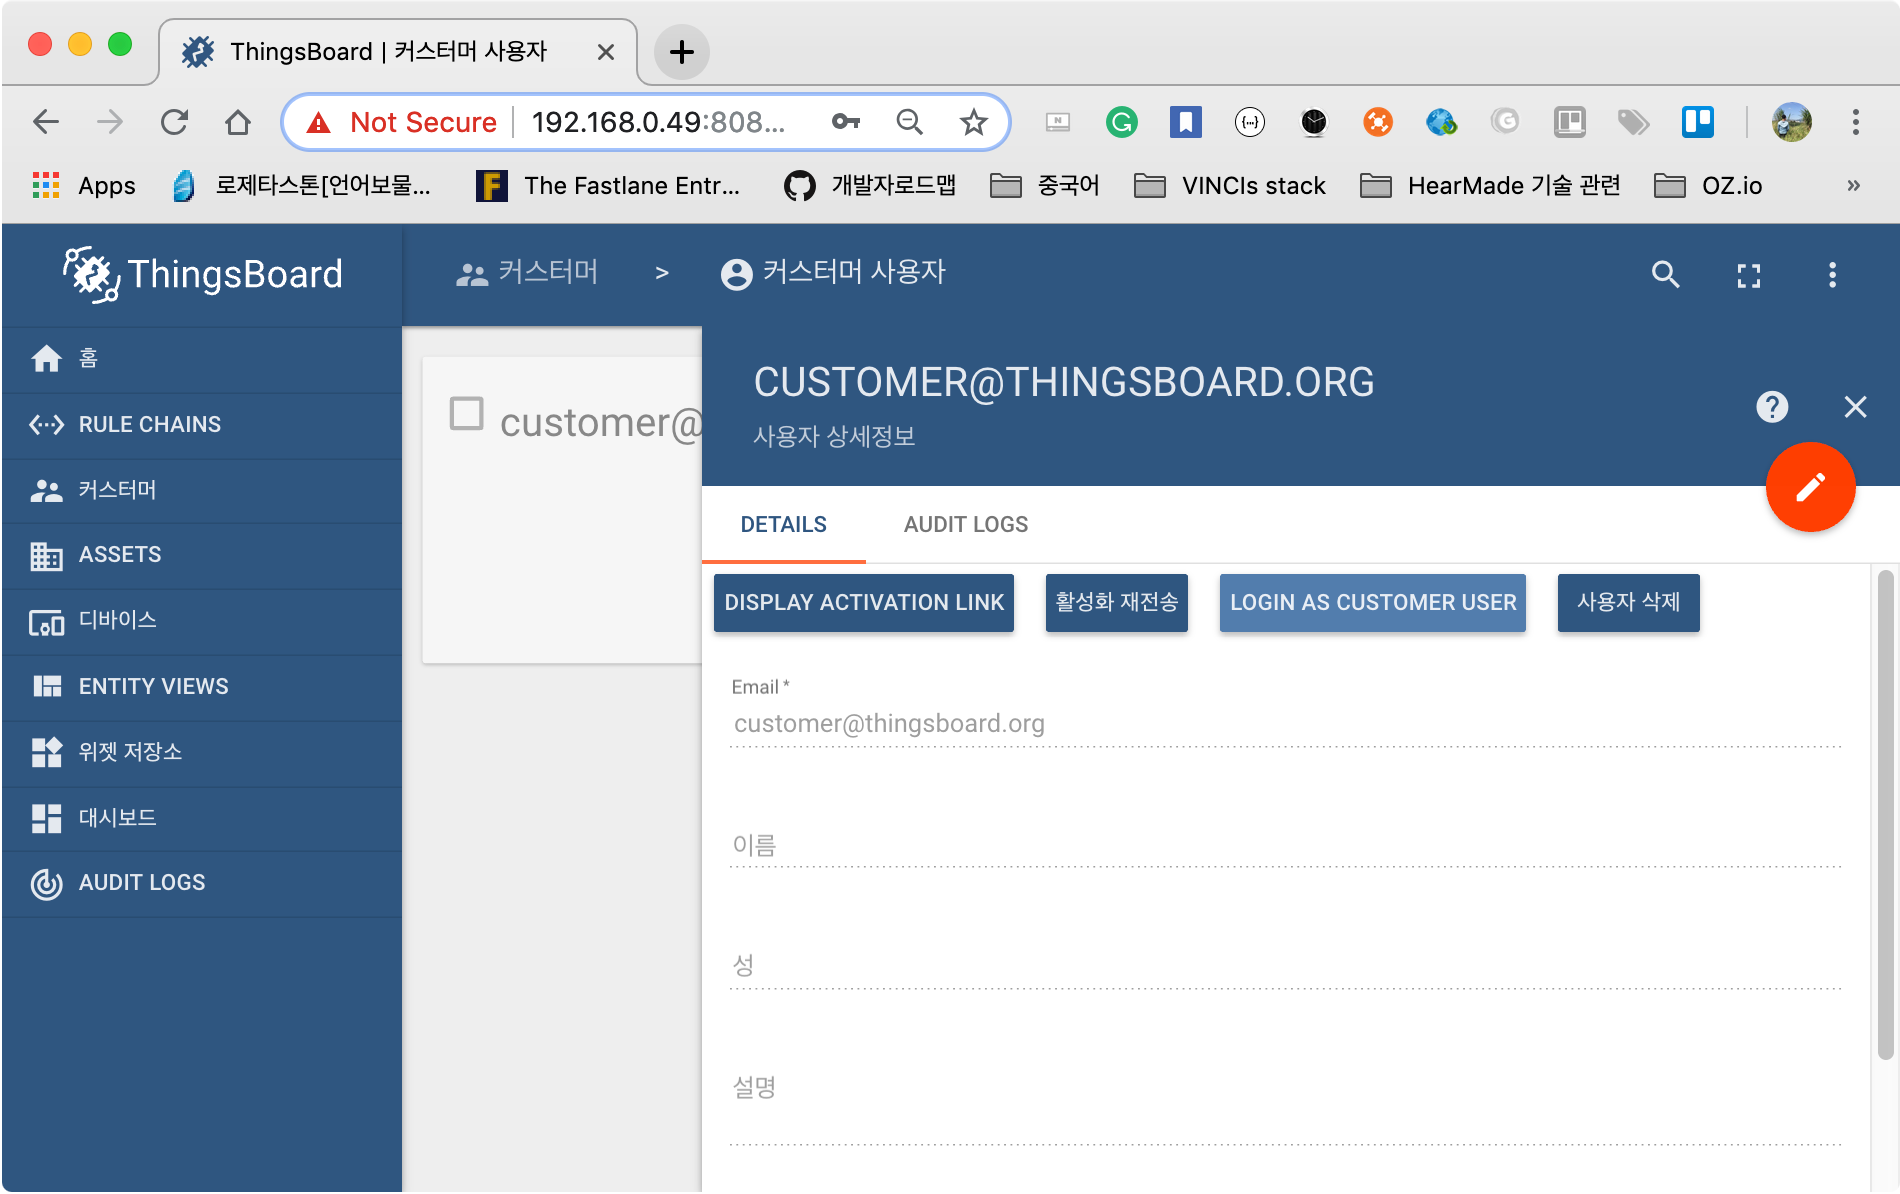 ThingsBoard | 커스터머 사용자
Not Secure
192.168.0.49:808...
Apps
로제타스톤[언어보물...
The Fastlane Entr...
개발자로드맵
중국어
VINCIs stack
HearMade 기술 관련
OZ.io
»
ThingsBoard
커스터머 > 커스터머 사용자
홈
RULE CHAINS
커스터머
ASSETS
디바이스
ENTITY VIEWS
위젯 저장소
대시보드
AUDIT LOGS
customer@
CUSTOMER@THINGSBOARD.ORG
사용자 상세정보
DETAILS
AUDIT LOGS
DISPLAY ACTIVATION LINK
활성화 재전송
LOGIN AS CUSTOMER USER
사용자 삭제
Email *
customer@thingsboard.org
이름
성
설명